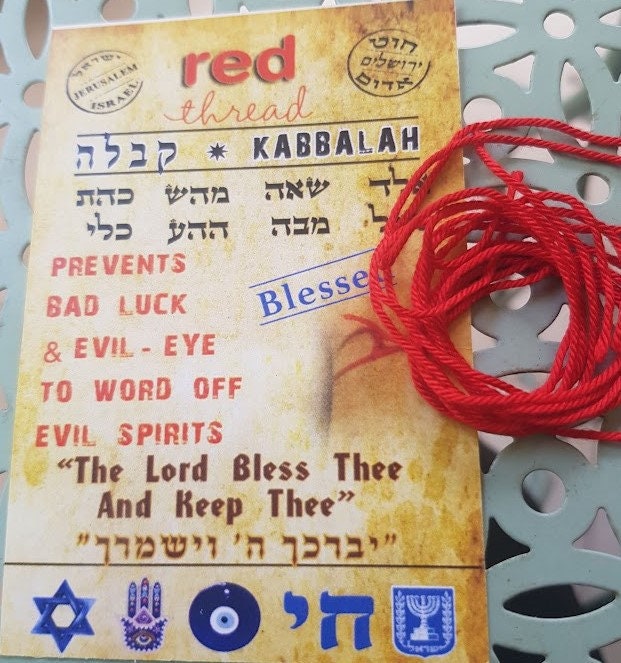 ישראל
JERUSALEM
ISRAEL
חוט
ירושלים
אדום
red
thread
קבלה * KABBALAH
שאה מהש כהת
מבה ההע כלי
PREVENTS
BAD LUCK
Blessed
& EVIL-EYE
TO WORD OFF
EVIL SPIRITS
"The Lord Bless Thee
And Keep Thee"
"יברכך ה' וישמרך"
חי